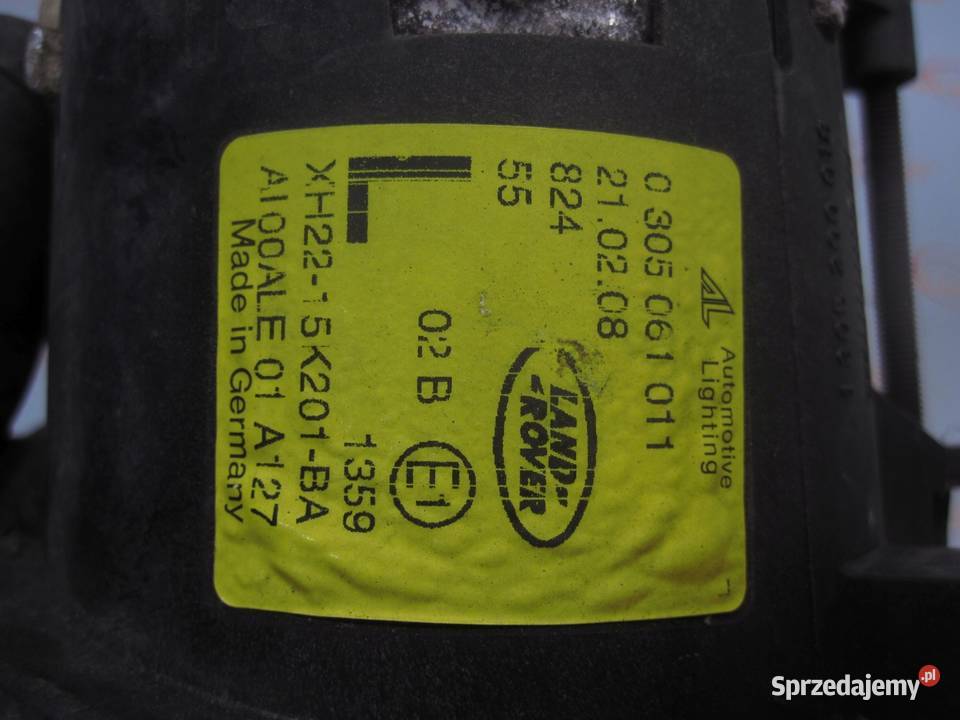 Automotive
Lighting
0 305 061 011
21.02.08
824
55
LAND
ROVER
02 B
E1
1359
L
XH22-15K201-BA
AI00ALE 01 A127
Made in Germany
Sprzedajemy.pl